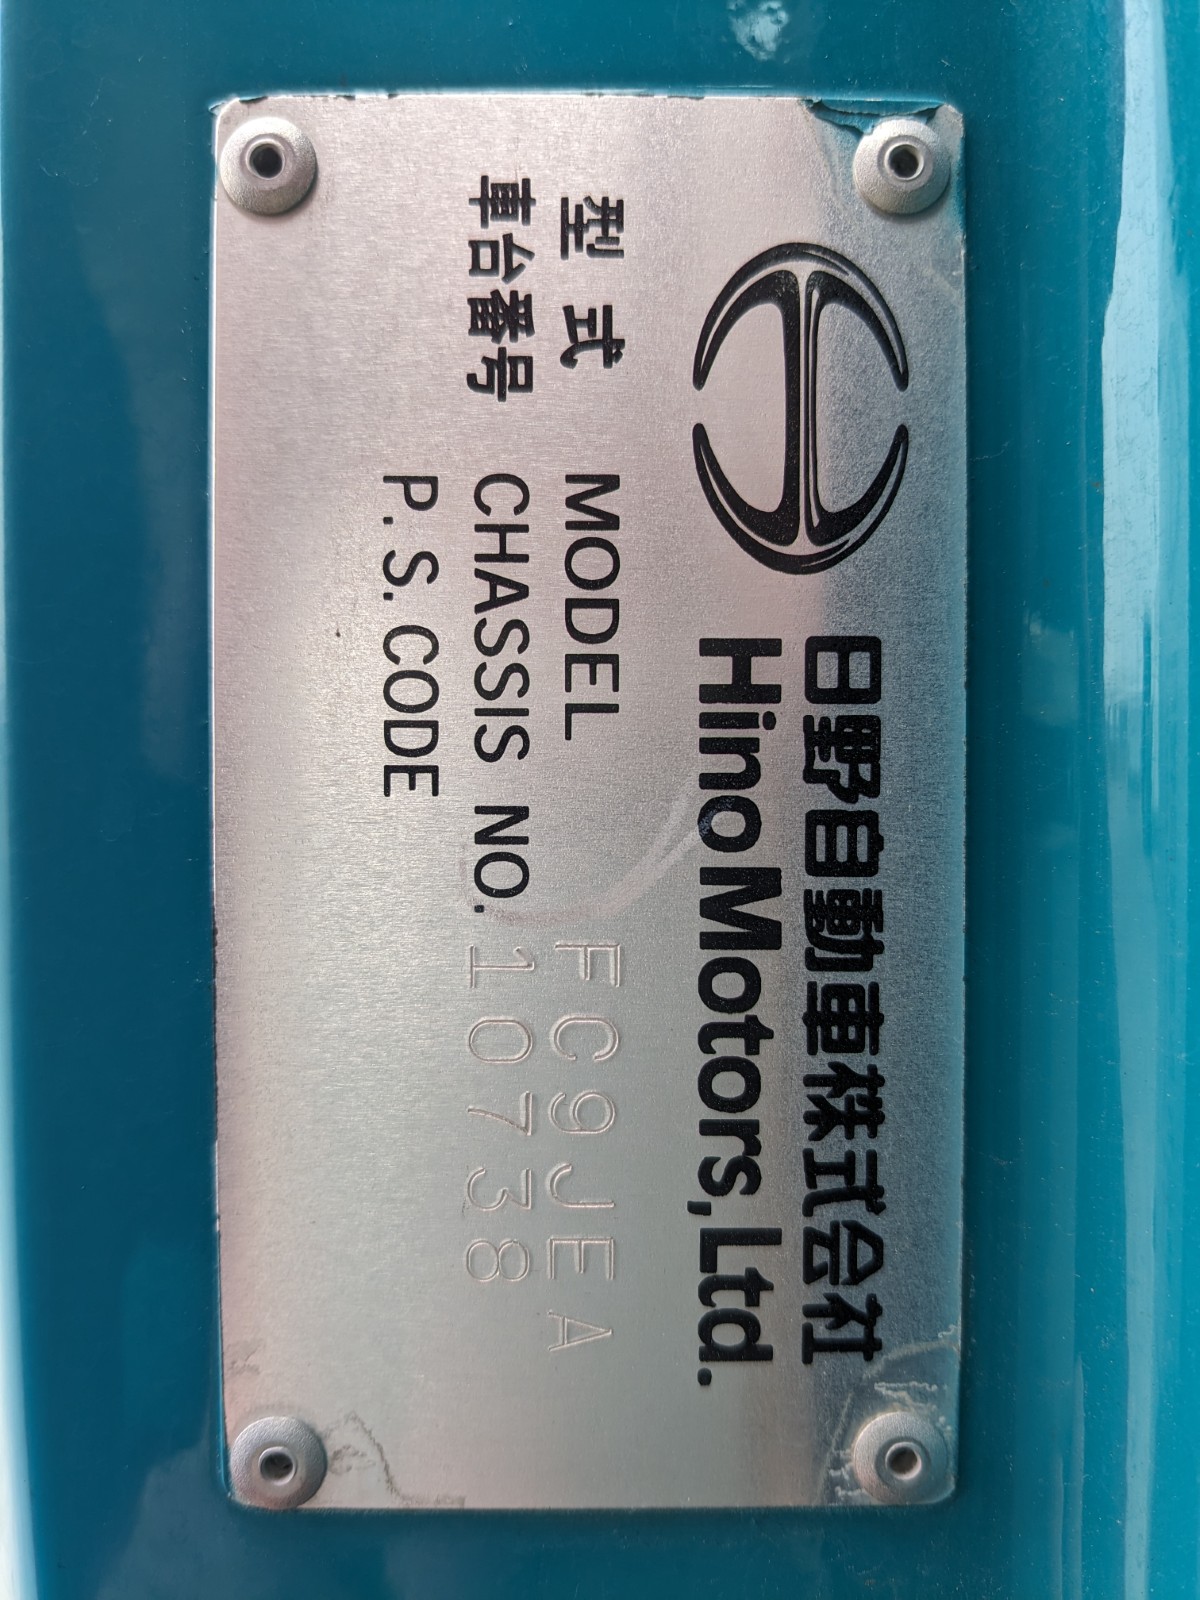 日野自動車株式会社
Hino Motors, Ltd.
型式 MODEL FC9JEA
車台番号 CHASSIS NO. 10738
P. S. CODE